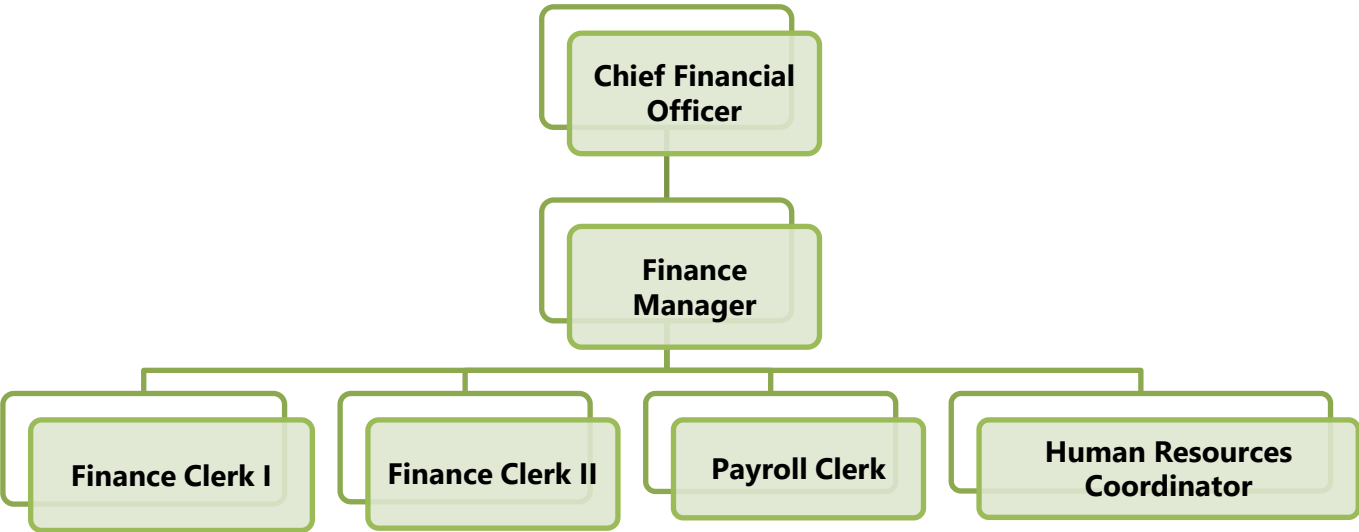 Chief Financial
Officer
Finance
Manager
Finance Clerk I
Finance Clerk II
Payroll Clerk
Human Resources
Coordinator